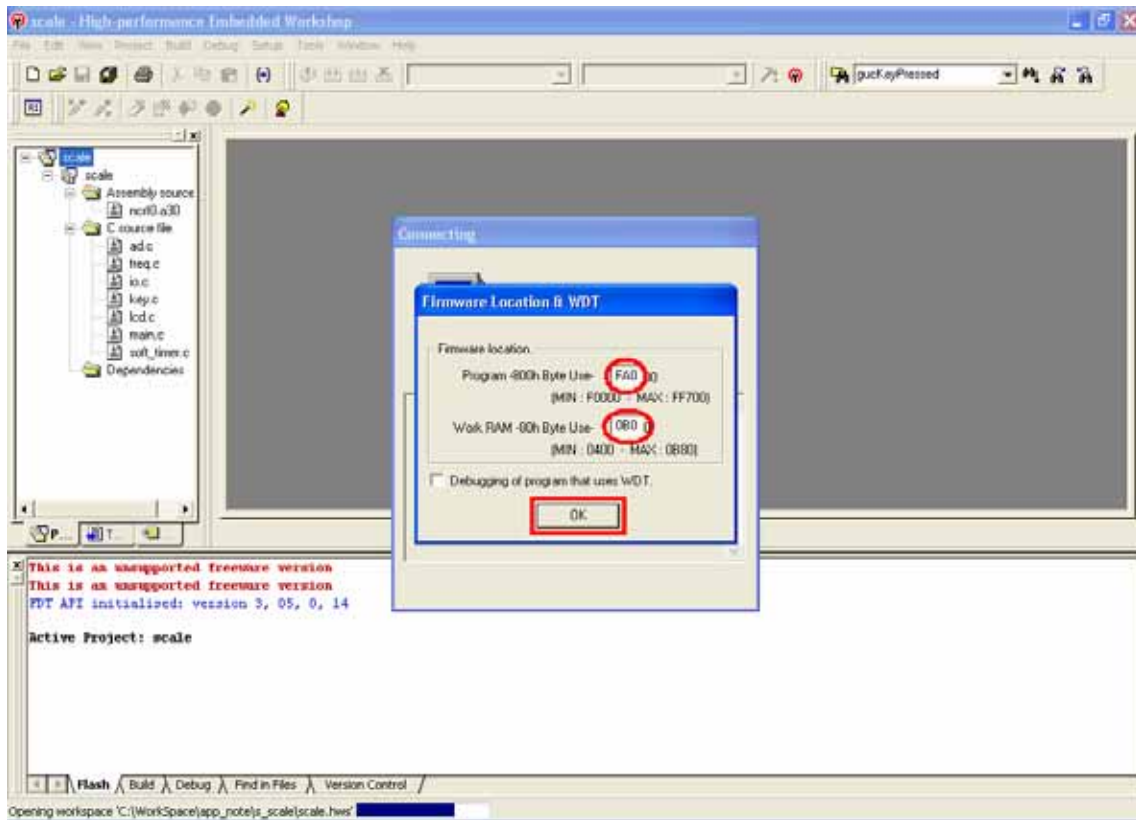 scale - High-performance Embedded Workshop
File Edit View Project Build Debug Setup Tools Window Help
gucKeyPressed
scale
scale
Assembly source
ncrt0.a30
C source file
ad.c
freq.c
io.c
key.c
lcd.c
main.c
soft_timer.c
Dependencies
P...
T...
Connecting
Firmware Location & WDT
Firmware location.
Program -800h Byte Use- FA0 00
(MIN : F0000 - MAX : FF700)
Work RAM -80h Byte Use- 0B0 0
(MIN : 0400 - MAX : 0B80)
Debugging of program that uses WDT.
OK
This is an unsupported freeware version
This is an unsupported freeware version
FDT API initialised: version 3, 05, 0, 14
Active Project: scale
Flash Build Debug Find in Files Version Control
Opening workspace 'C:\WorkSpace\app_note\s_scale\scale.hws'